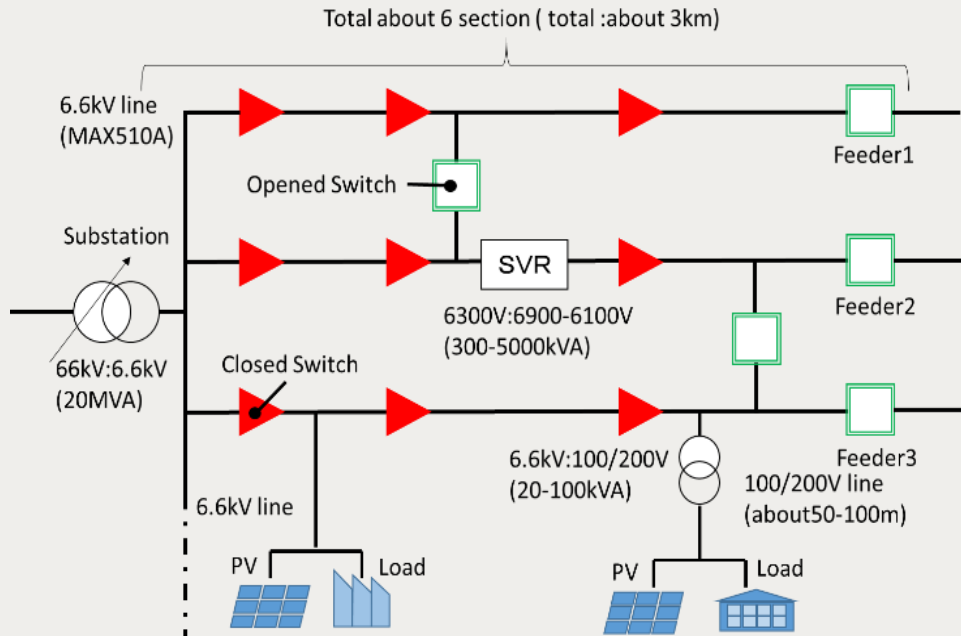 Total about 6 section ( total :about 3km)
6.6kV line
(MAX510A)
Feeder1
Opened Switch
Substation
SVR
6300V:6900-6100V
(300-5000kVA)
Feeder2
66kV:6.6kV
(20MVA)
Closed Switch
6.6kV:100/200V
(20-100kVA)
Feeder3
100/200V line
(about50-100m)
6.6kV line
PV
Load
PV
Load